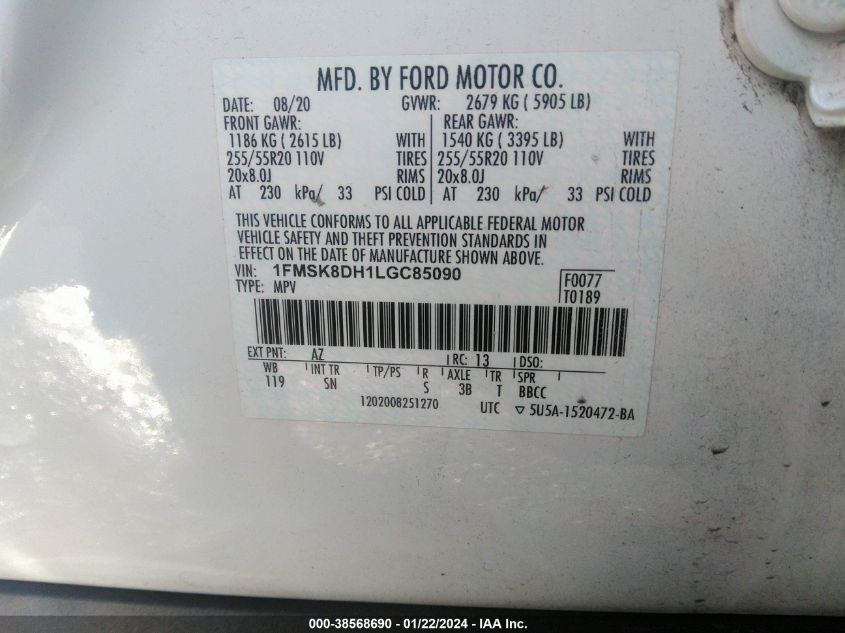 MFD. BY FORD MOTOR CO.
DATE: 08/20 GVWR: 2679 KG ( 5905 LB)
FRONT GAWR: REAR GAWR:
1186 KG ( 2615 LB) WITH 1540 KG ( 3395 LB) WITH
255/55R20 110V TIRES 255/55R20 110V TIRES
20x8.0J RIMS 20x8.0J RIMS
AT 230 kPa/ 33 PSI COLD AT 230 kPa/ 33 PSI COLD
THIS VEHICLE CONFORMS TO ALL APPLICABLE FEDERAL MOTOR
VEHICLE SAFETY AND THEFT PREVENTION STANDARDS IN
EFFECT ON THE DATE OF MANUFACTURE SHOWN ABOVE.
VIN: 1FMSK8DH1LGC85090 F0077
TYPE: MPV T0189
EXT PNT: AZ RC: 13 DSO:
WB INT TR TP/PS R AXLE TR SPR
119 SN S 3B T BBCC
1202008251270 UTC ▽ 5U5A-1520472-BA
000-38568690 - 01/22/2024 - IAA Inc.